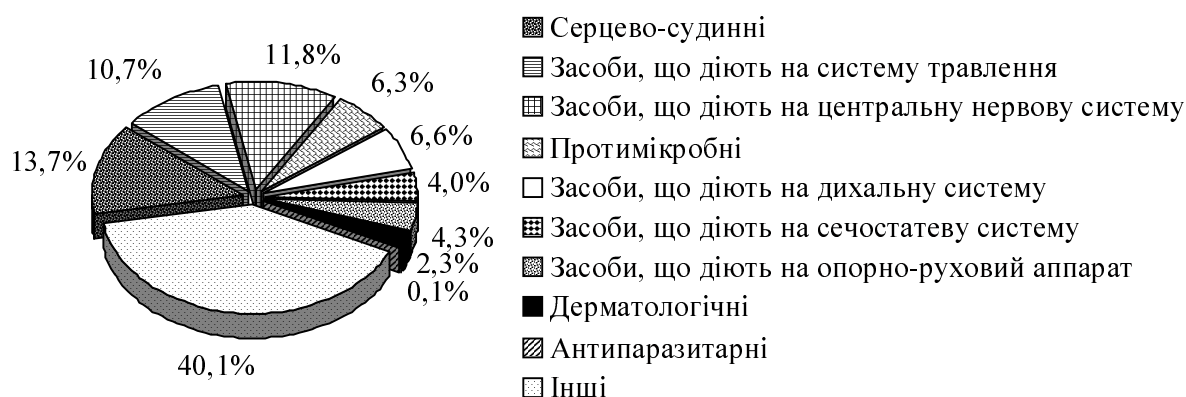 Серцево-судинні
Засоби, що діють на систему травлення
Засоби, що діють на центральну нервову систему
Протимікробні
Засоби, що діють на дихальну систему
Засоби, що діють на сечостатеву систему
Засоби, що діють на опорно-руховий аппарат
Дерматологічні
Антипаразитарні
Інші
13,7%
10,7%
11,8%
6,3%
6,6%
4,0%
4,3%
2,3%
0,1%
40,1%